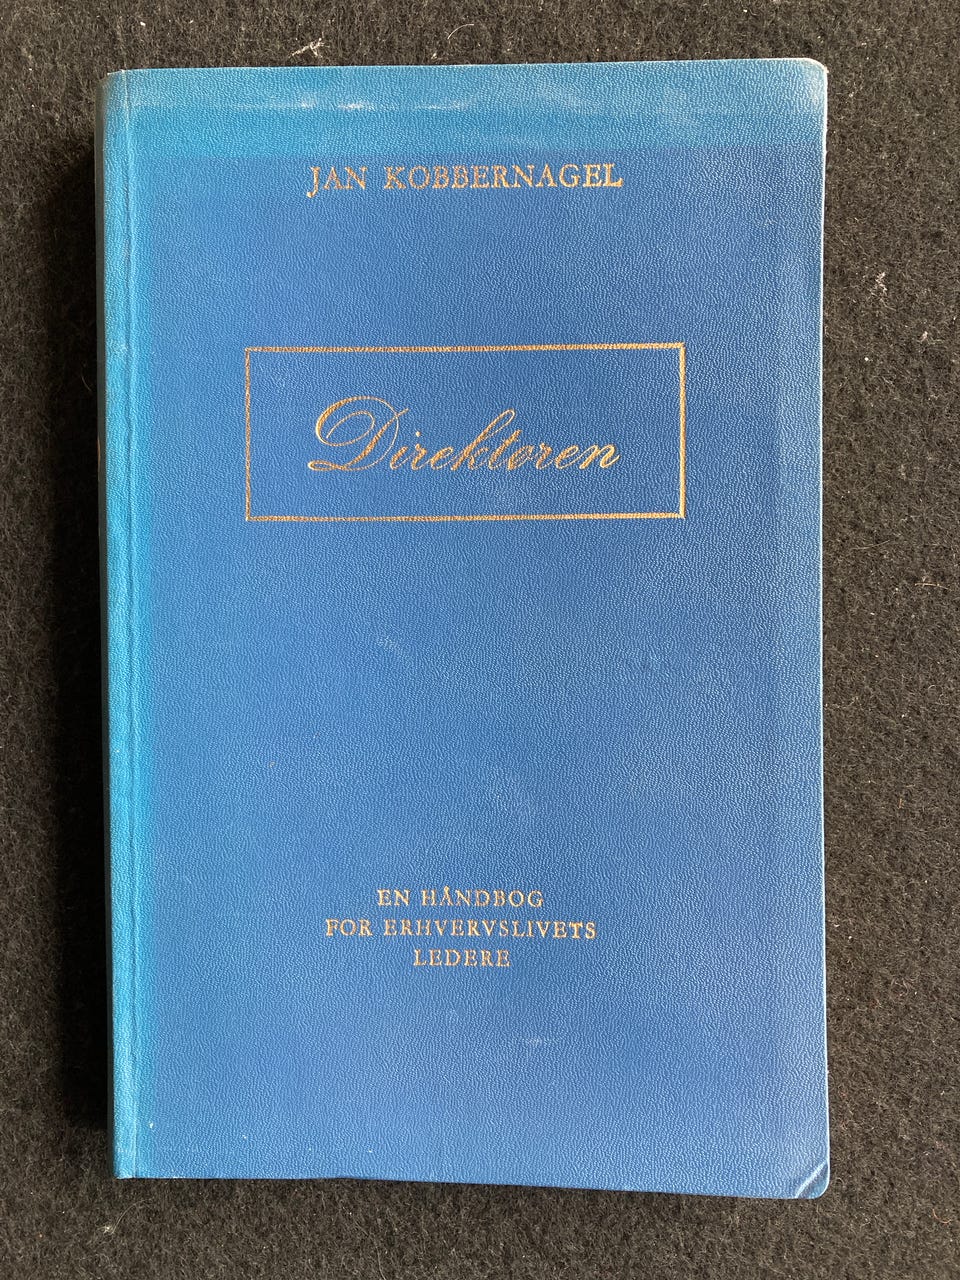 JAN KOBBERNAGEL
Direktøren
EN HÅNDBOG
FOR ERHVERVSLIVETS
LEDERE